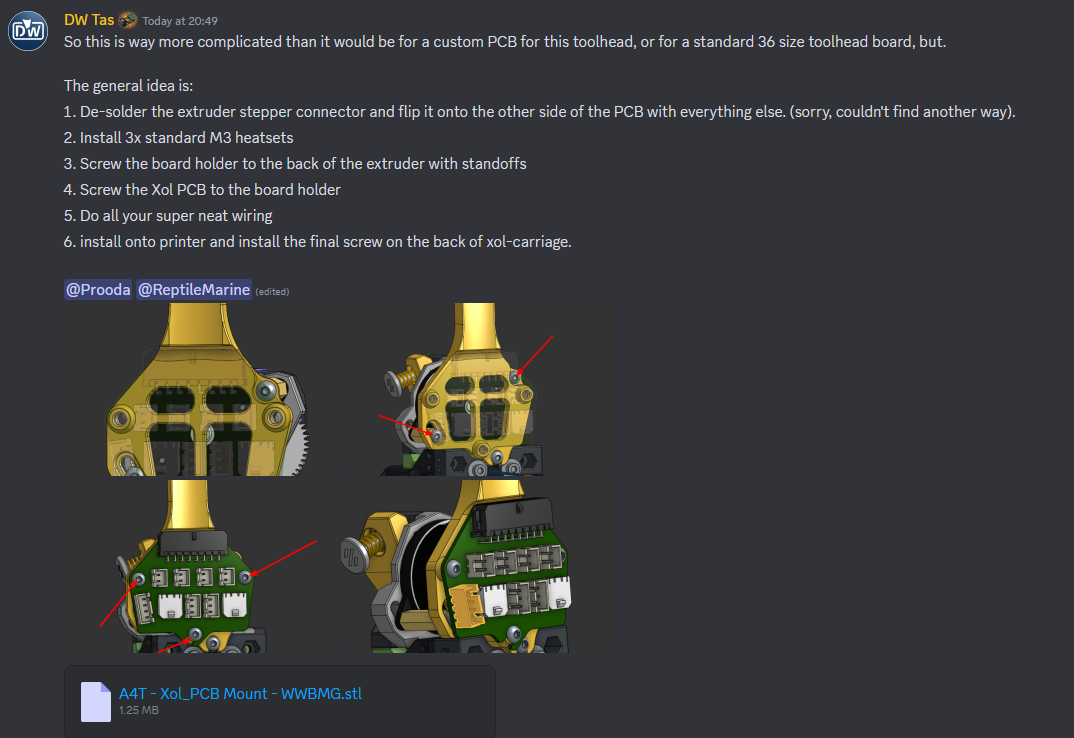 DW
DW Tas Today at 20:49
So this is way more complicated than it would be for a custom PCB for this toolhead, or for a standard 36 size toolhead board, but.
The general idea is:
1. De-solder the extruder stepper connector and flip it onto the other side of the PCB with everything else. (sorry, couldn't find another way).
2. Install 3x standard M3 heatsets
3. Screw the board holder to the back of the extruder with standoffs
4. Screw the Xol PCB to the board holder
5. Do all your super neat wiring
6. install onto printer and install the final screw on the back of xol-carriage.
@Prooda @ReptileMarine (edited)
A4T - Xol_PCB Mount - WWBMG.stl
1.25 MB